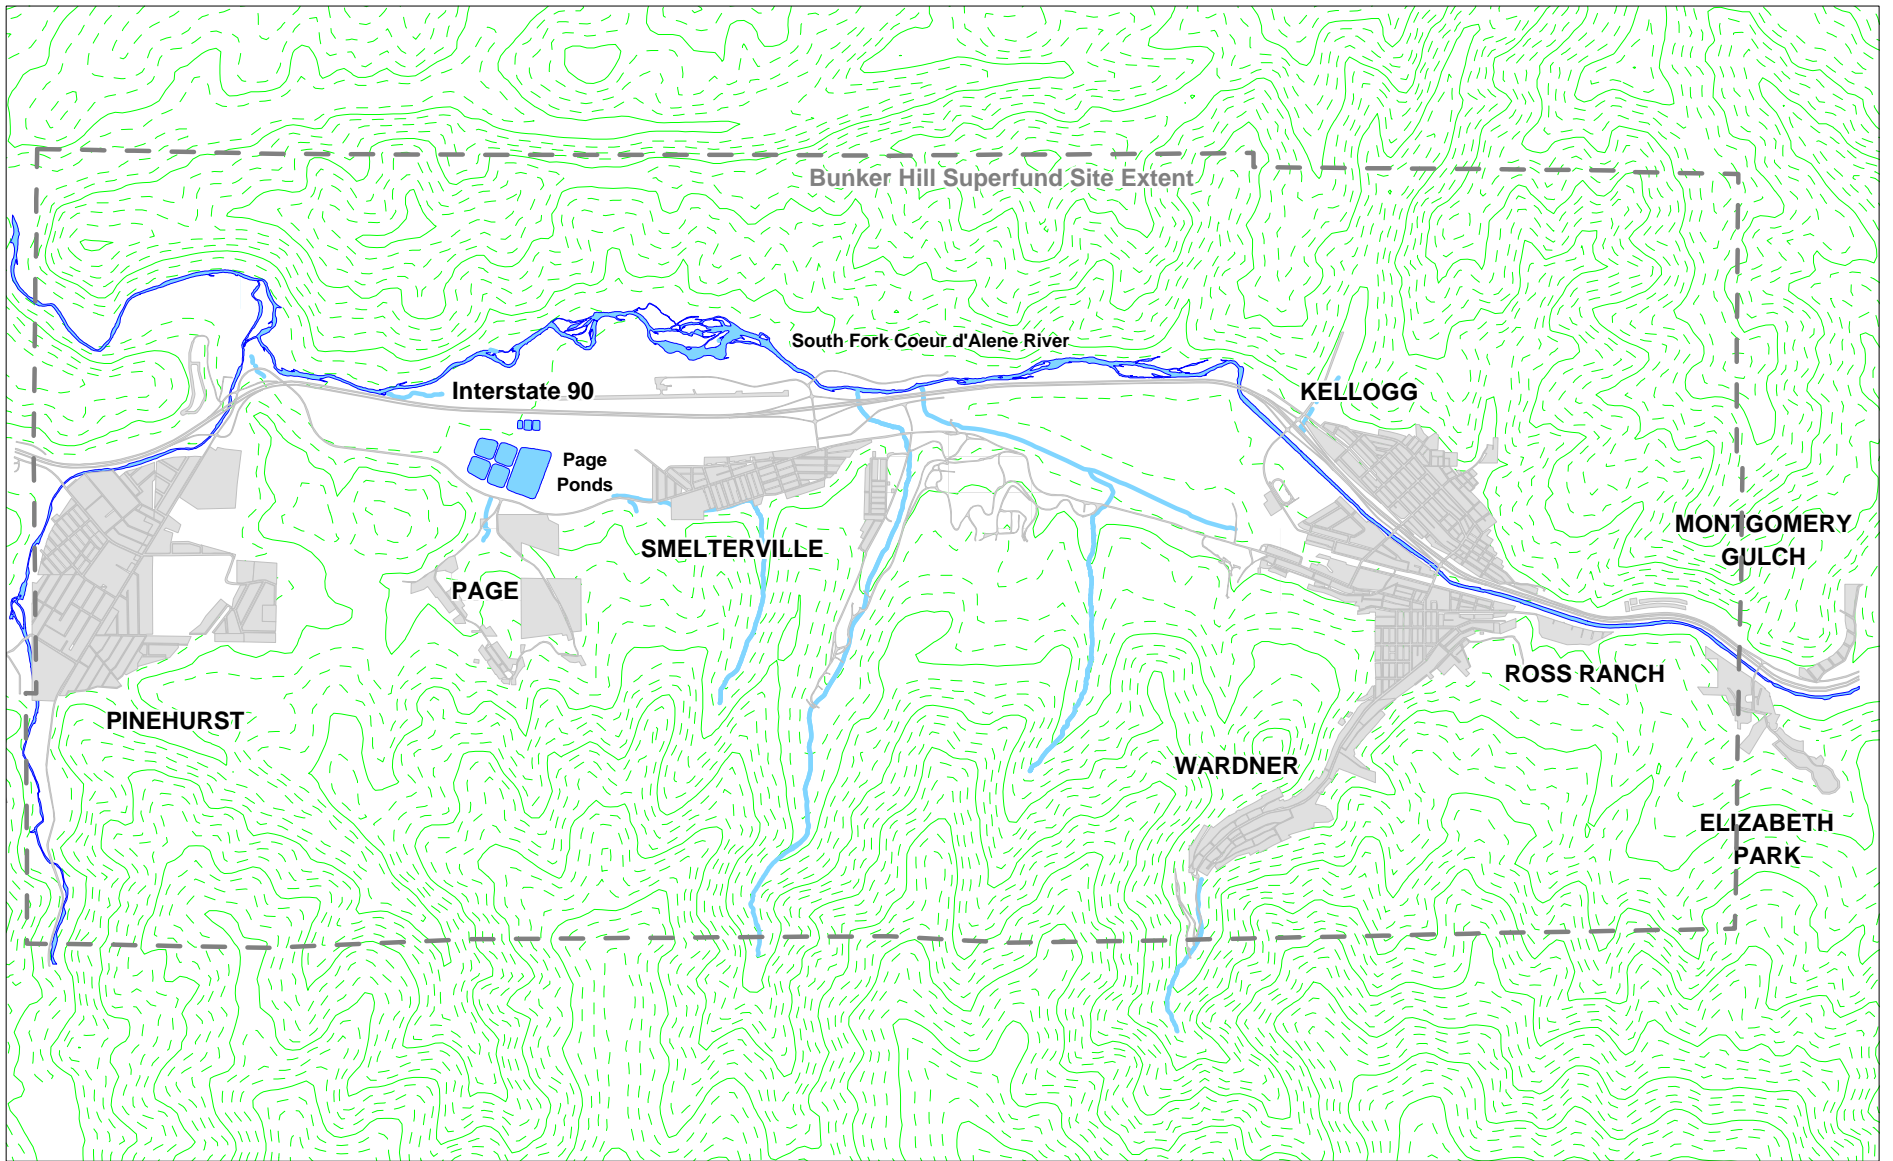 Bunker Hill Superfund Site Extent
South Fork Coeur d'Alene River
Interstate 90
KELLOGG
Page
Ponds
MONTGOMERY
GULCH
SMELTERVILLE
PAGE
ROSS RANCH
PINEHURST
WARDNER
ELIZABETH
PARK